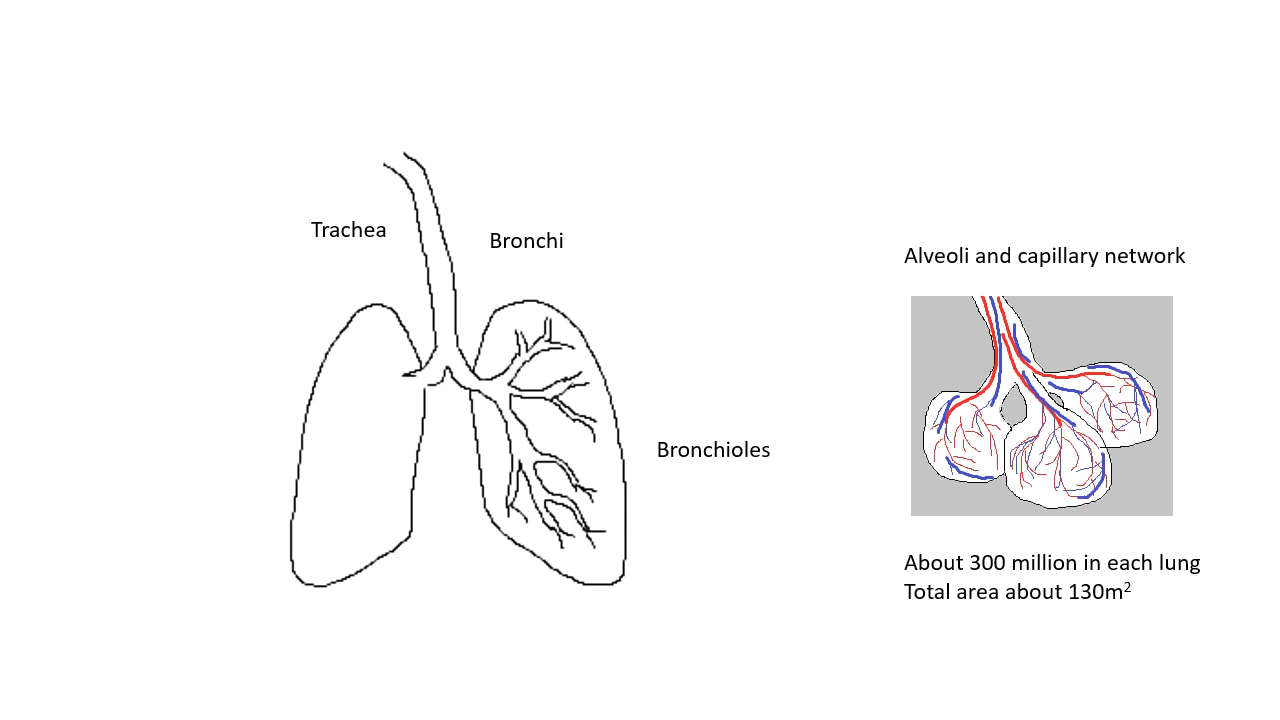 Trachea
Bronchi
Bronchioles
Alveoli and capillary network
About 300 million in each lung
Total area about 130m²